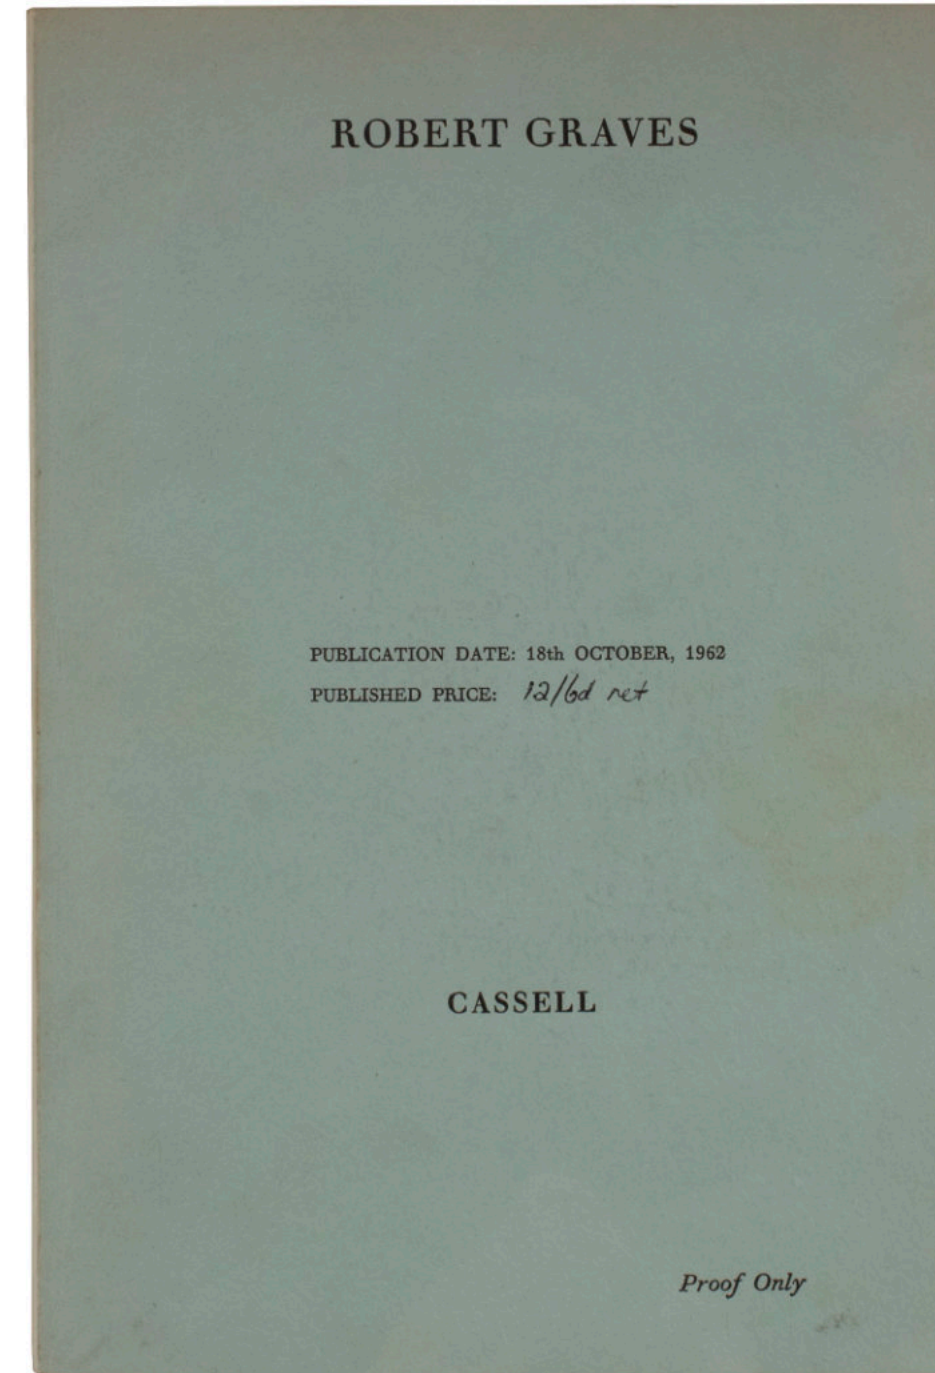 ROBERT GRAVES
PUBLICATION DATE: 18th OCTOBER, 1962
PUBLISHED PRICE: 12/6d net
CASSELL
Proof Only